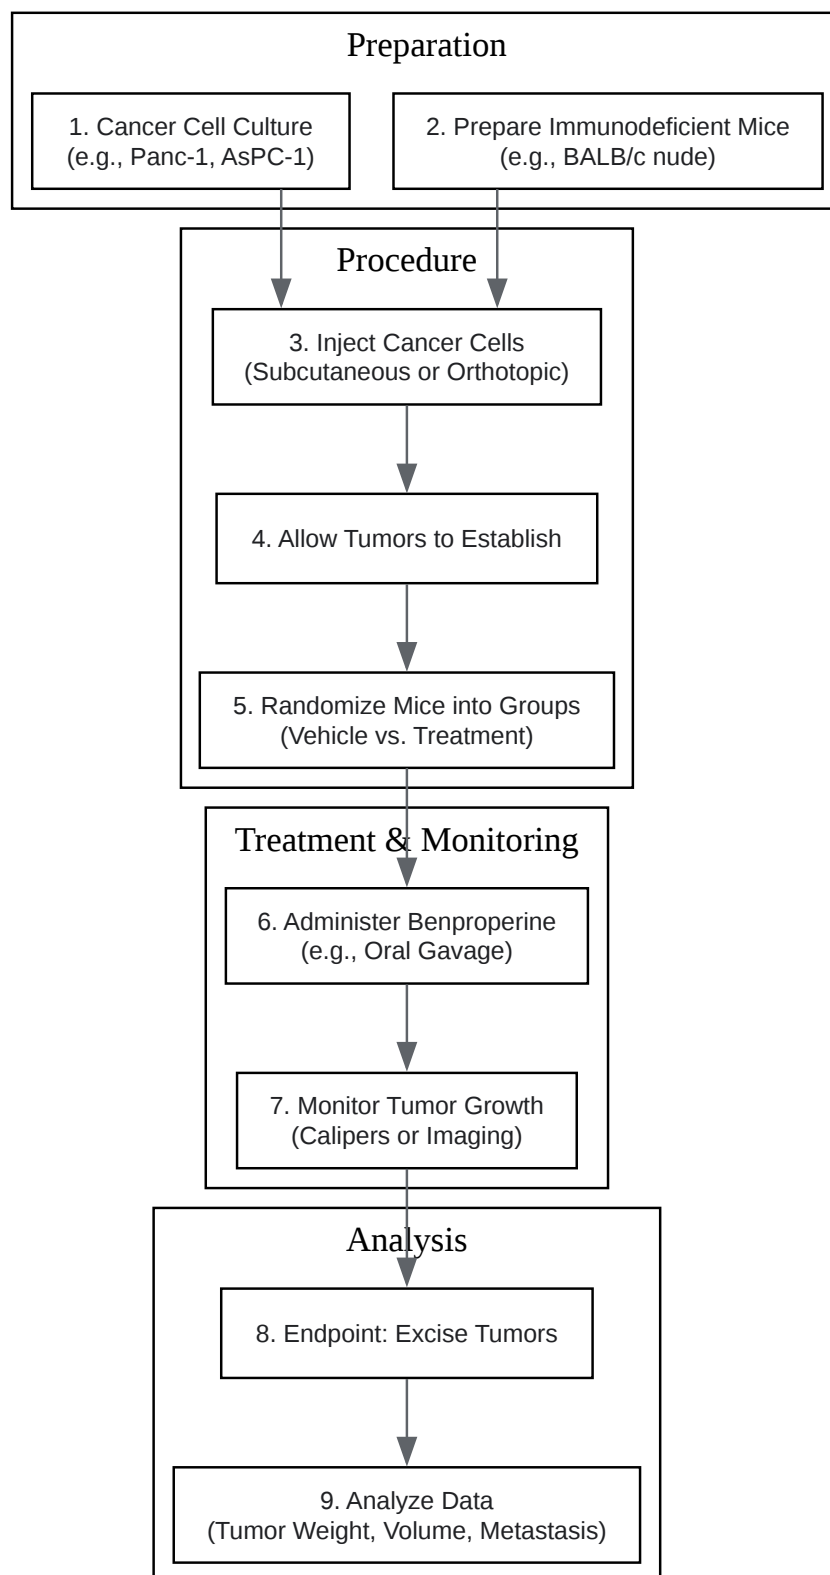 Preparation
1. Cancer Cell Culture
(e.g., Panc-1, AsPC-1)
2. Prepare Immunodeficient Mice
(e.g., BALB/c nude)
Procedure
3. Inject Cancer Cells
(Subcutaneous or Orthotopic)
4. Allow Tumors to Establish
5. Randomize Mice into Groups
(Vehicle vs. Treatment)
Treatment & Monitoring
6. Administer Benproperine
(e.g., Oral Gavage)
7. Monitor Tumor Growth
(Calipers or Imaging)
Analysis
8. Endpoint: Excise Tumors
9. Analyze Data
(Tumor Weight, Volume, Metastasis)